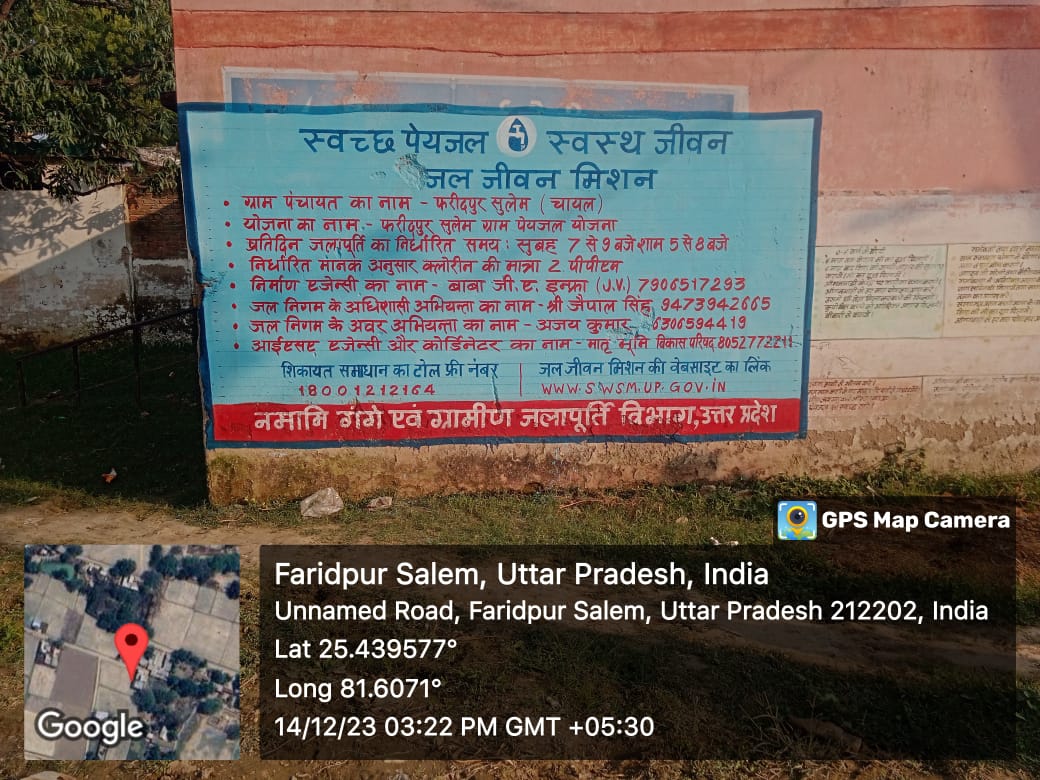 स्वच्छ पेयजल स्वस्थ जीवन
जल जीवन मिशन
• ग्राम पंचायत का नाम - फरीदपुर सुलेम (चायल)
• योजना का नाम - फरीदपुर सुलेम ग्राम पेयजल योजना
• प्रतिदिन जलापूर्ति का निर्धारित समय : सुबह 7 से 9 बजे शाम 5 से 8 बजे
• निर्धारित मानक अनुसार क्लोरीन की मात्रा 2 पीपीएम
• निर्माण एजेन्सी का नाम - बाबा जी.ए. इन्फ्रा (J.V.) 7906517293
• जल निगम के अधिशासी अभियन्ता का नाम - श्री जैपाल सिंह 9473942665
• जल निगम के अवर अभियन्ता का नाम - अजय कुमार 6306594419
• आईएसए एजेन्सी और कोर्डिनेटर का नाम - मातृ भूमि विकास परिषद 8052772211
शिकायत समाधान का टोल फ्री नंबर
18001212164
जल जीवन मिशन की वेबसाइट का लिंक
WWW.SWSM.UP.GOV.IN
नमामि गंगे एवं ग्रामीण जलापूर्ति विभाग, उत्तर प्रदेश
GPS Map Camera
Faridpur Salem, Uttar Pradesh, India
Unnamed Road, Faridpur Salem, Uttar Pradesh 212202, India
Lat 25.439577°
Long 81.6071°
14/12/23 03:22 PM GMT +05:30
Google